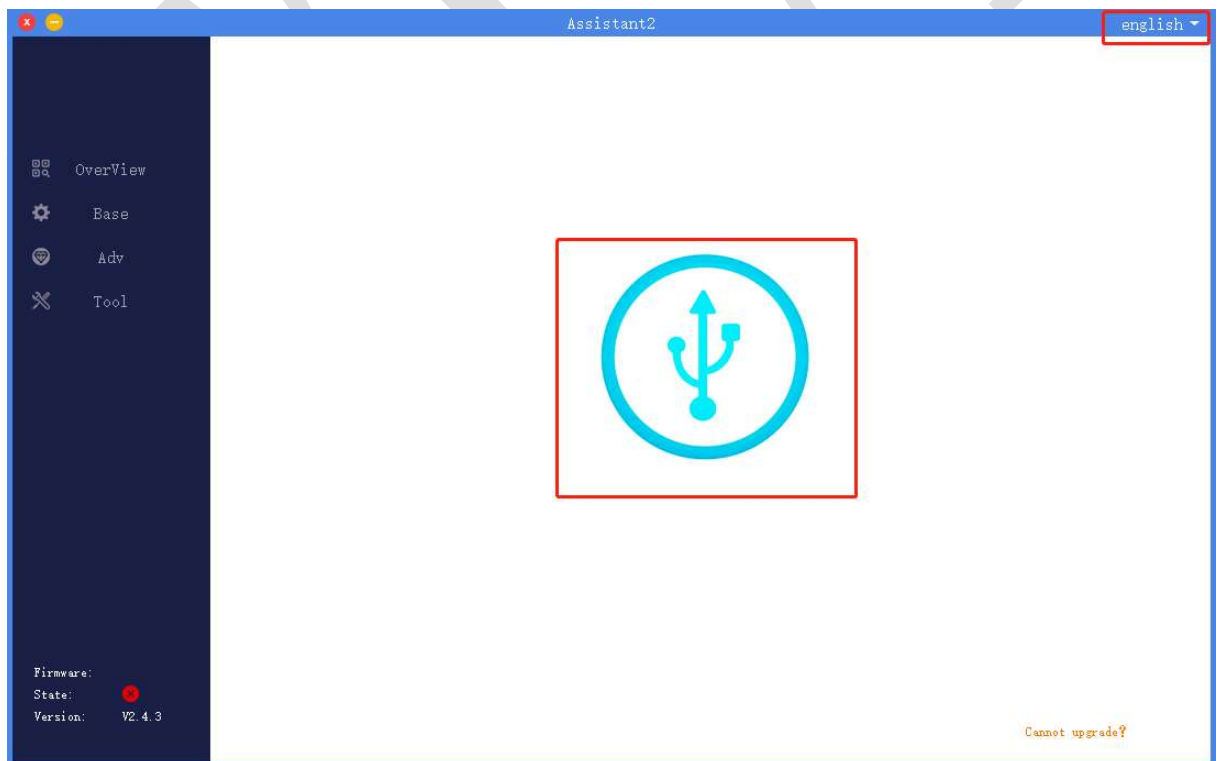 Assistant2
english
OverView
Base
Adv
Tool
Firmware:
State:
Version: V2.4.3
Cannot upgrade?